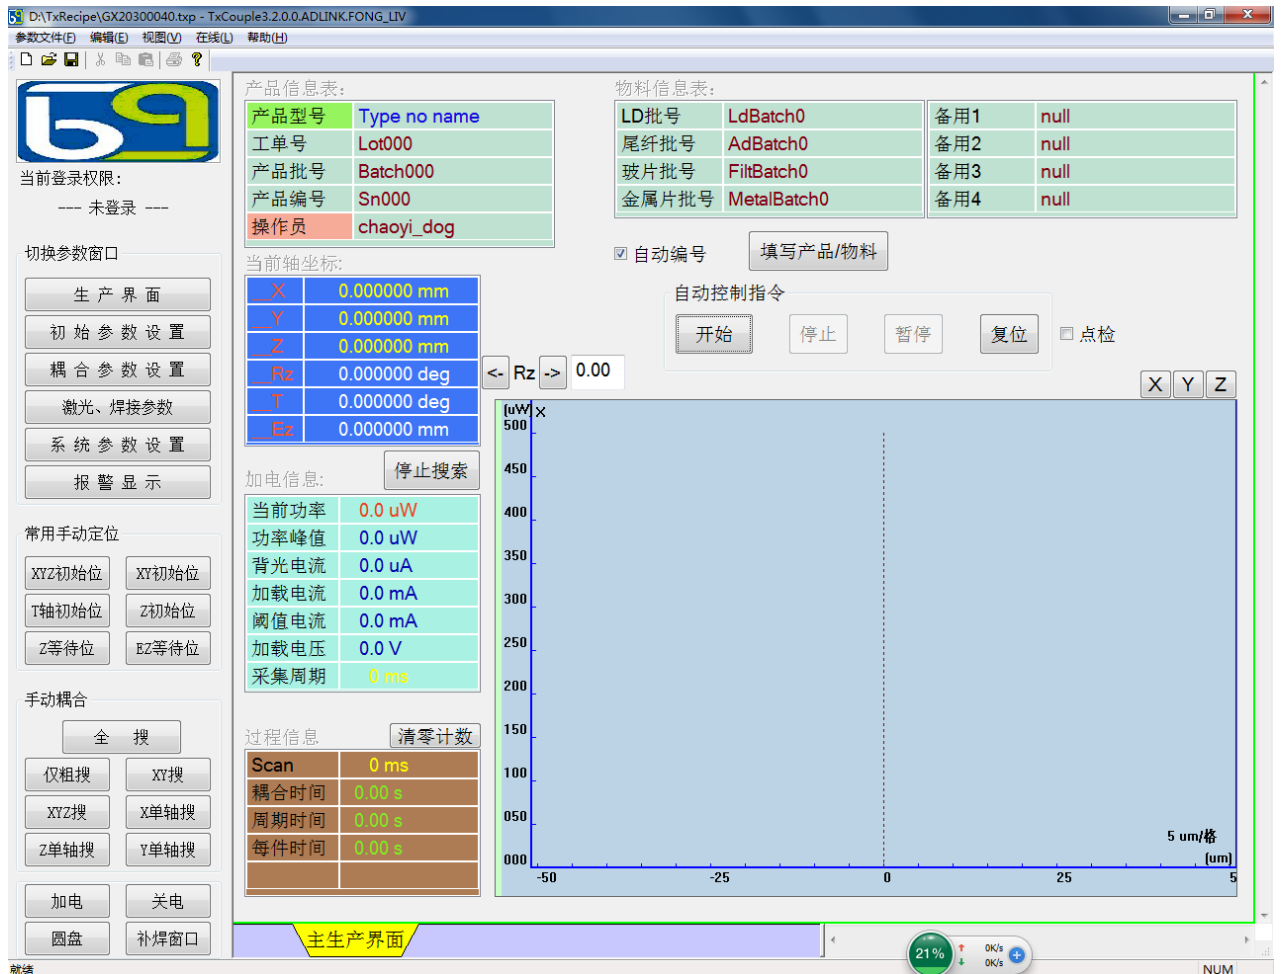 D:\TxRecipe\GX20300040.txp - TxCouple3.2.0.0.ADLINK.FONG_LIV
参数文件(F) 编辑(E) 视图(V) 在线(L) 帮助(H)
当前登录权限:
--- 未登录 ---
切换参数窗口
生 产 界 面
初 始 参 数 设 置
耦 合 参 数 设 置
激光、焊接参数
系 统 参 数 设 置
报 警 显 示
常用手动定位
XYZ初始位 XY初始位
T轴初始位 Z初始位
Z等待位 EZ等待位
手动耦合
全 搜
仅粗搜 XY搜
XYZ搜 X单轴搜
Z单轴搜 Y单轴搜
加电 关电
圆盘 补焊窗口
产品信息表:
产品型号 Type no name
工单号 Lot000
产品批号 Batch000
产品编号 Sn000
操作员 chaoyi_dog
物料信息表:
LD批号 LdBatch0 备用1 null
尾纤批号 AdBatch0 备用2 null
玻片批号 FiltBatch0 备用3 null
金属片批号 MetalBatch0 备用4 null
自动编号 填写产品/物料
当前轴坐标:
__X 0.000000 mm
__Y 0.000000 mm
__Z 0.000000 mm
__Rz 0.000000 deg
__T 0.000000 deg
__Ez 0.000000 mm
自动控制指令
开始 停止 暂停 复位 点检
<- Rz -> 0.00
X Y Z
加电信息: 停止搜索
当前功率 0.0 uW
功率峰值 0.0 uW
背光电流 0.0 uA
加载电流 0.0 mA
阈值电流 0.0 mA
加载电压 0.0 V
采集周期 0 ms
过程信息 清零计数
Scan 0 ms
耦合时间 0.00 s
周期时间 0.00 s
每件时间 0.00 s
(uW) X
500
450
400
350
300
250
200
150
100
050
000
5 um/格
(um)
-50 -25 0 25 5
主生产界面
21% 0K/s
0K/s
就绪 NUM